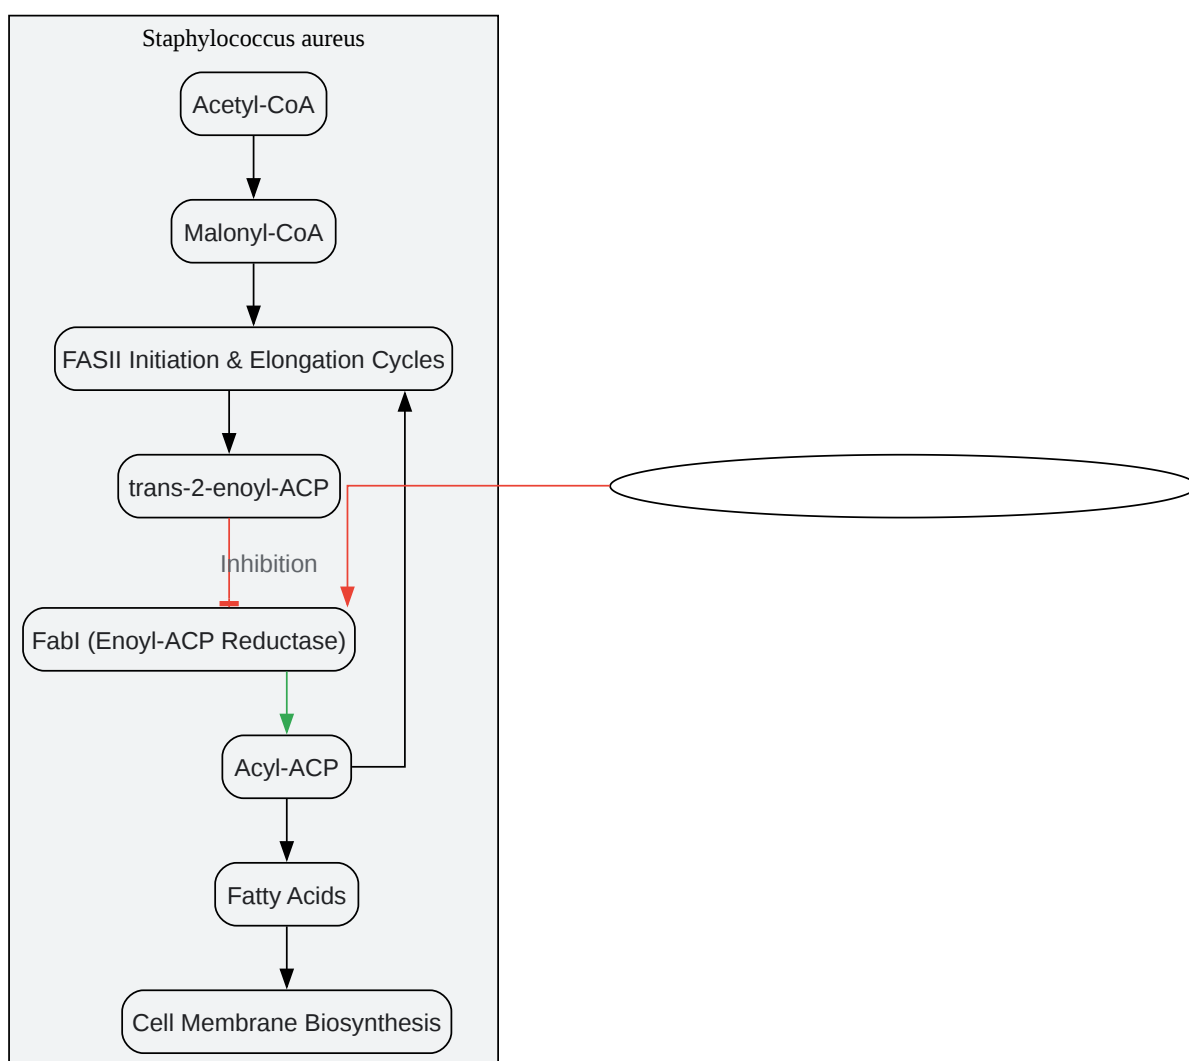 Staphylococcus aureus
Acetyl-CoA
Malonyl-CoA
FASII Initiation & Elongation Cycles
trans-2-enoyl-ACP
Inhibition
FabI (Enoyl-ACP Reductase)
Acyl-ACP
Fatty Acids
Cell Membrane Biosynthesis